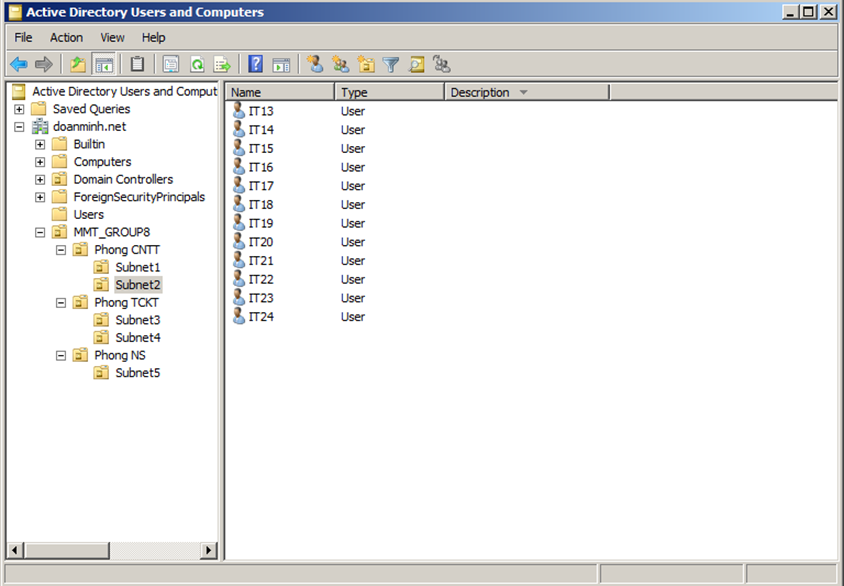 Active Directory Users and Computers
File Action View Help
Active Directory Users and Comput
Saved Queries
doanminh.net
Builtin
Computers
Domain Controllers
ForeignSecurityPrincipals
Users
MMT_GROUP8
Phong CNTT
Subnet1
Subnet2
Phong TCKT
Subnet3
Subnet4
Phong NS
Subnet5
Name Type Description
IT13 User
IT14 User
IT15 User
IT16 User
IT17 User
IT18 User
IT19 User
IT20 User
IT21 User
IT22 User
IT23 User
IT24 User